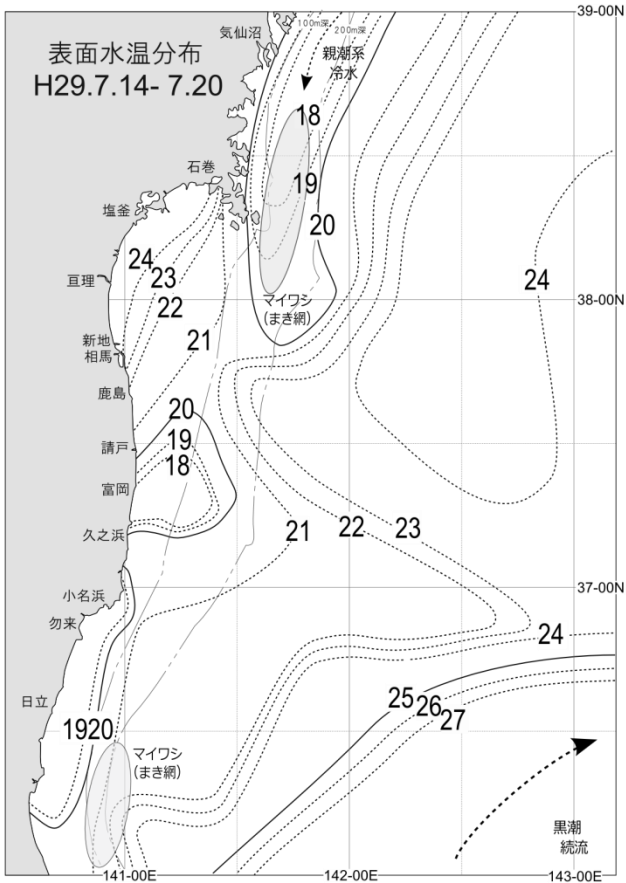 表面水温分布
H29.7.14- 7.20
気仙沼
100m深
200m深
39-00N
親潮系
冷水
18
石巻
19
塩釜
20
24
23
22
亘理
24
マイワシ
(まき網)
38-00N
21
新地
相馬
鹿島
20
19
請戸
18
富岡
21
22
23
久之浜
37-00N
小名浜
24
勿来
日立
25
26
27
19
20
マイワシ
(まき網)
黒潮
続流
141-00E
142-00E
143-00E